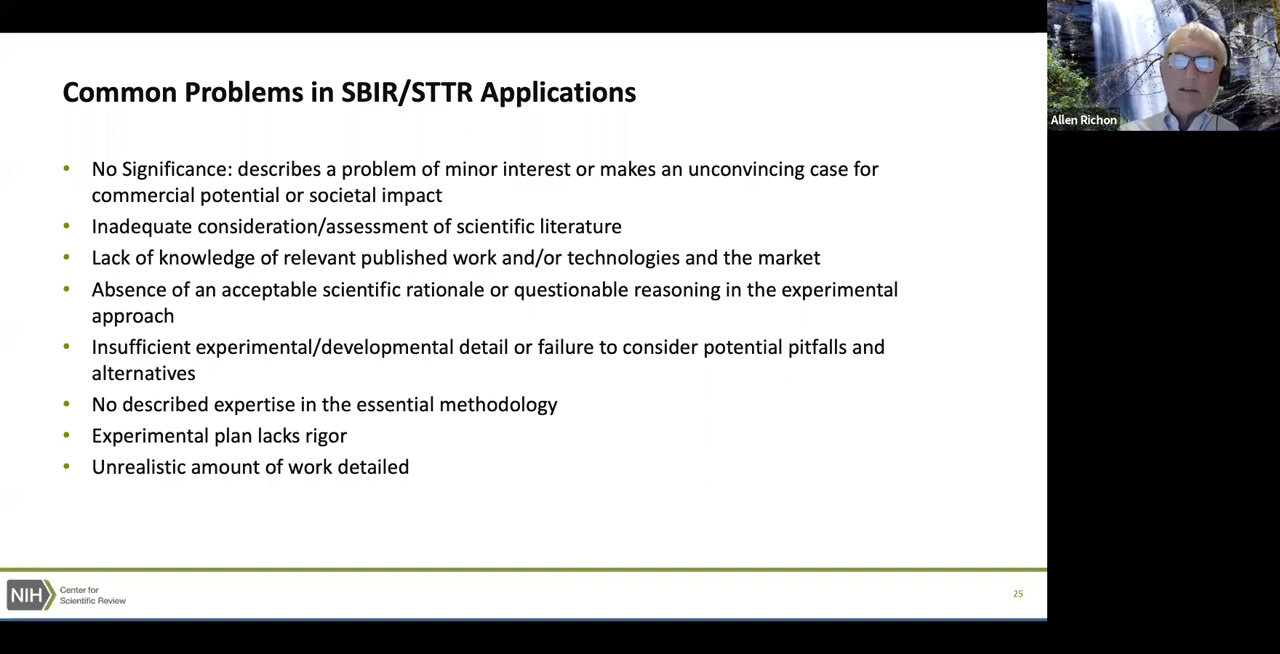 Common Problems in SBIR/STTR Applications
• No Significance: describes a problem of minor interest or makes an unconvincing case for
commercial potential or societal impact
• Inadequate consideration/assessment of scientific literature
• Lack of knowledge of relevant published work and/or technologies and the market
• Absence of an acceptable scientific rationale or questionable reasoning in the experimental
approach
• Insufficient experimental/developmental detail or failure to consider potential pitfalls and
alternatives
• No described expertise in the essential methodology
• Experimental plan lacks rigor
• Unrealistic amount of work detailed
NIH
Center for
Scientific Review
25
Allen Richon